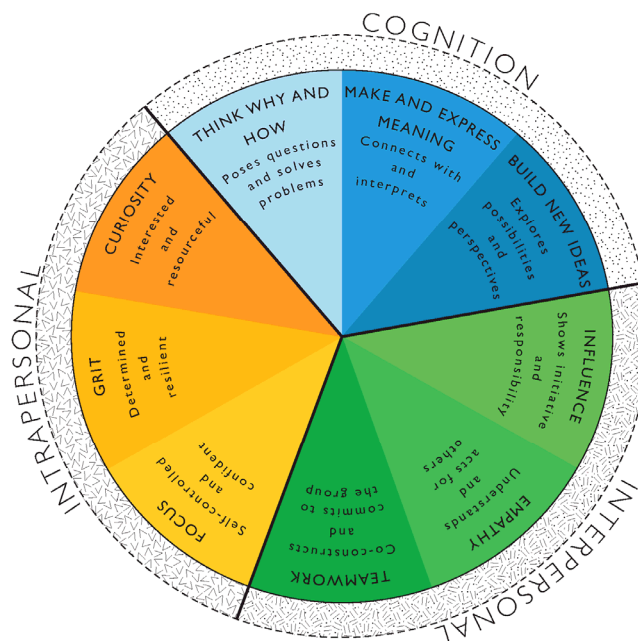 COGNITION
THINK WHY AND
HOW
Poses questions
and solves
problems
MAKE AND EXPRESS
MEANING
Connects with
and
interprets
BUILD NEW IDEAS
Explores
possibilities
and
perspectives
INTERPERSONAL
INFLUENCE
Shows initiative
and
responsibility
EMPATHY
Understands
and
acts for
others
TEAMWORK
Co-constructs
and
commits to
the group
INTRAPERSONAL
FOCUS
Self-controlled
and
confident
GRIT
Determined
and
resilient
CURIOSITY
Interested
and
resourceful